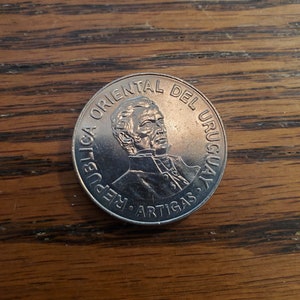 REPUBLICA ORIENTAL DEL URUGUAY
· ARTIGAS ·